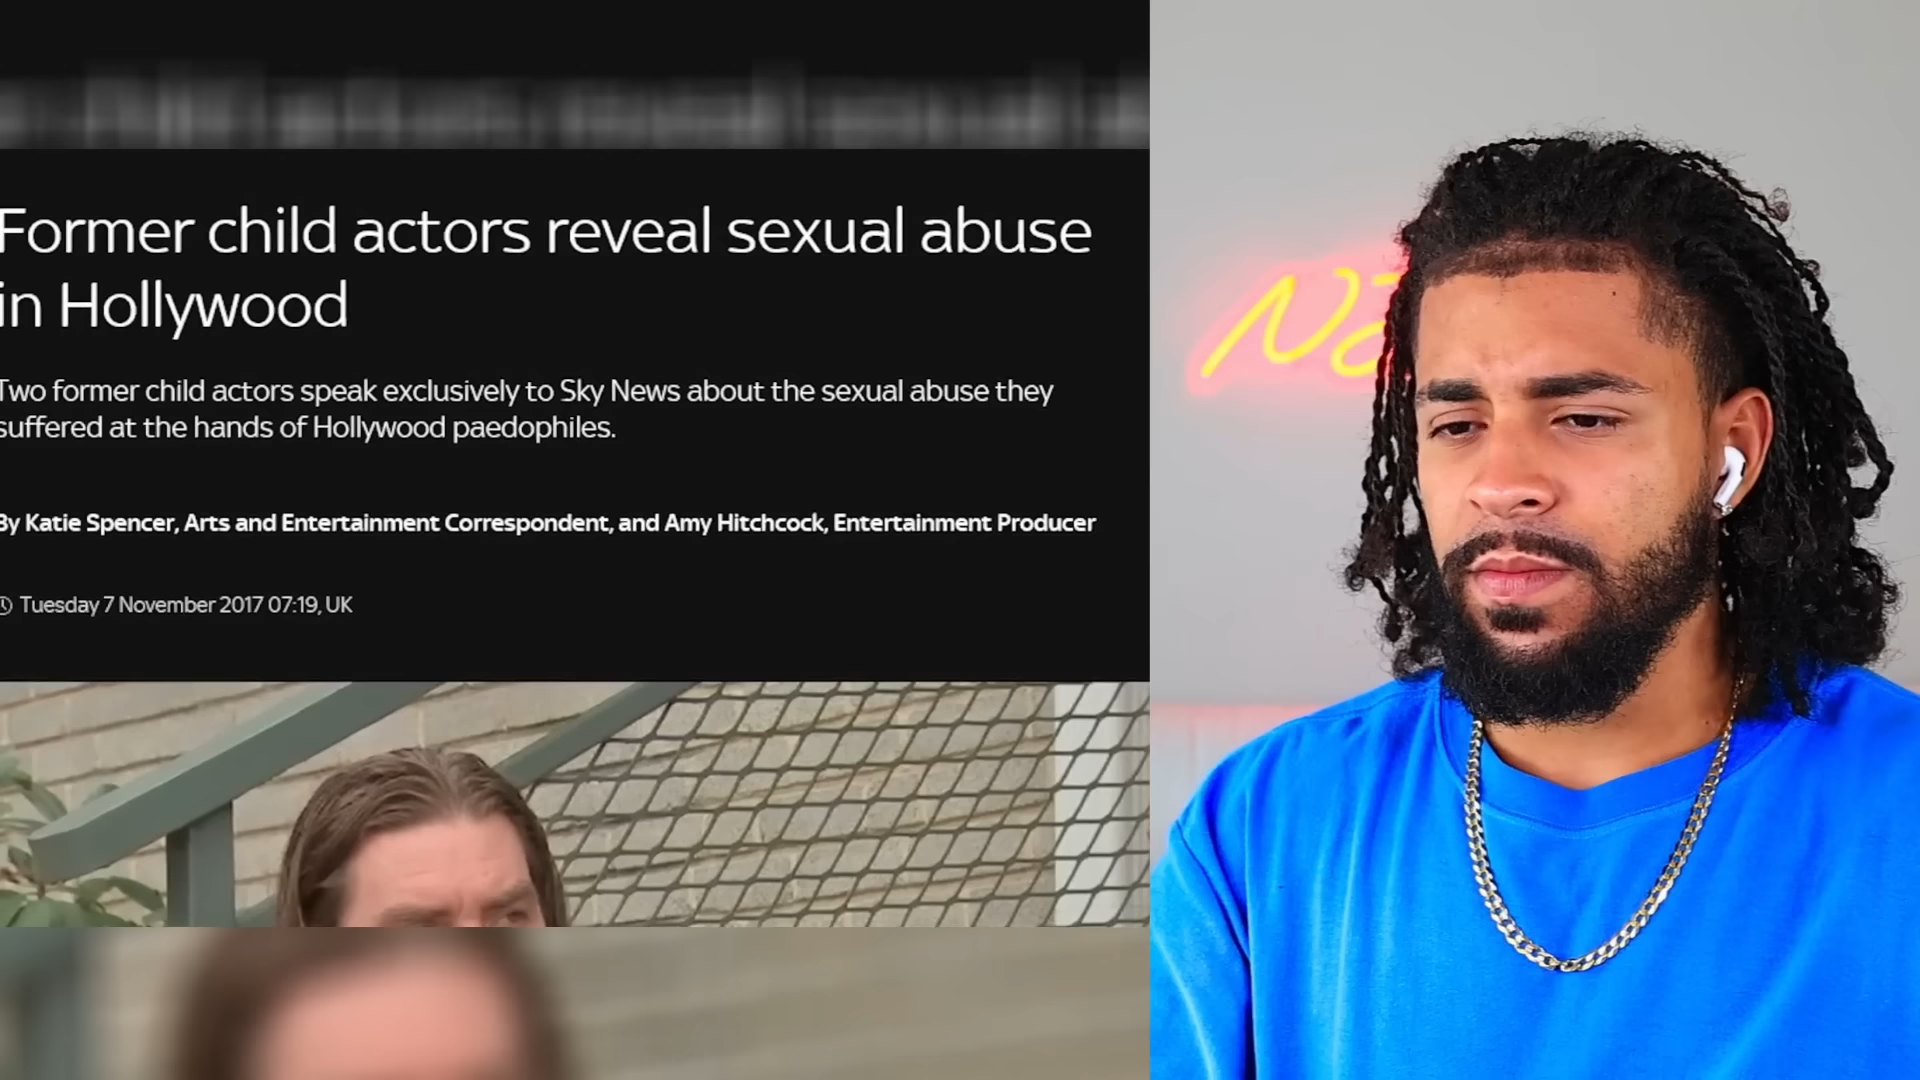 Former child actors reveal sexual abuse
in Hollywood
Two former child actors speak exclusively to Sky News about the sexual abuse they
suffered at the hands of Hollywood paedophiles.
By Katie Spencer, Arts and Entertainment Correspondent, and Amy Hitchcock, Entertainment Producer
Tuesday 7 November 2017 07:19, UK